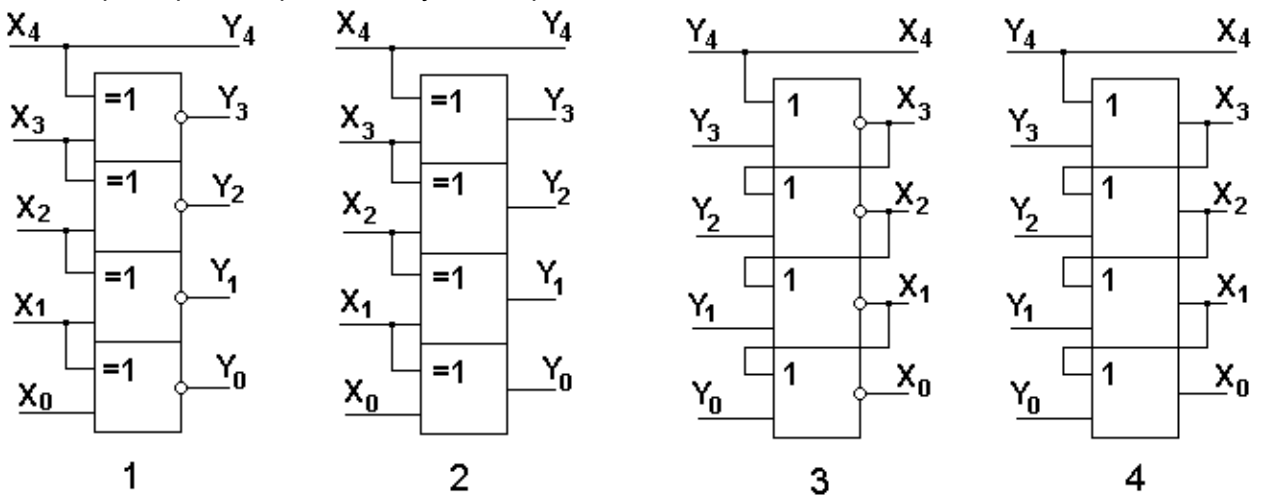 X4 Y4 X4 Y4 Y4 X4 Y4 X4
=1 =1 1 1
Y3 Y3 X3 X3
X3 X3 Y3 Y3
=1 =1 1 1
Y2 Y2 X2 X2
X2 X2 Y2 Y2
=1 =1 1 1
Y1 Y1 X1 X1
X1 X1 Y1 Y1
=1 =1 1 1
Y0 Y0 X0 X0
X0 X0 Y0 Y0
1 2 3 4